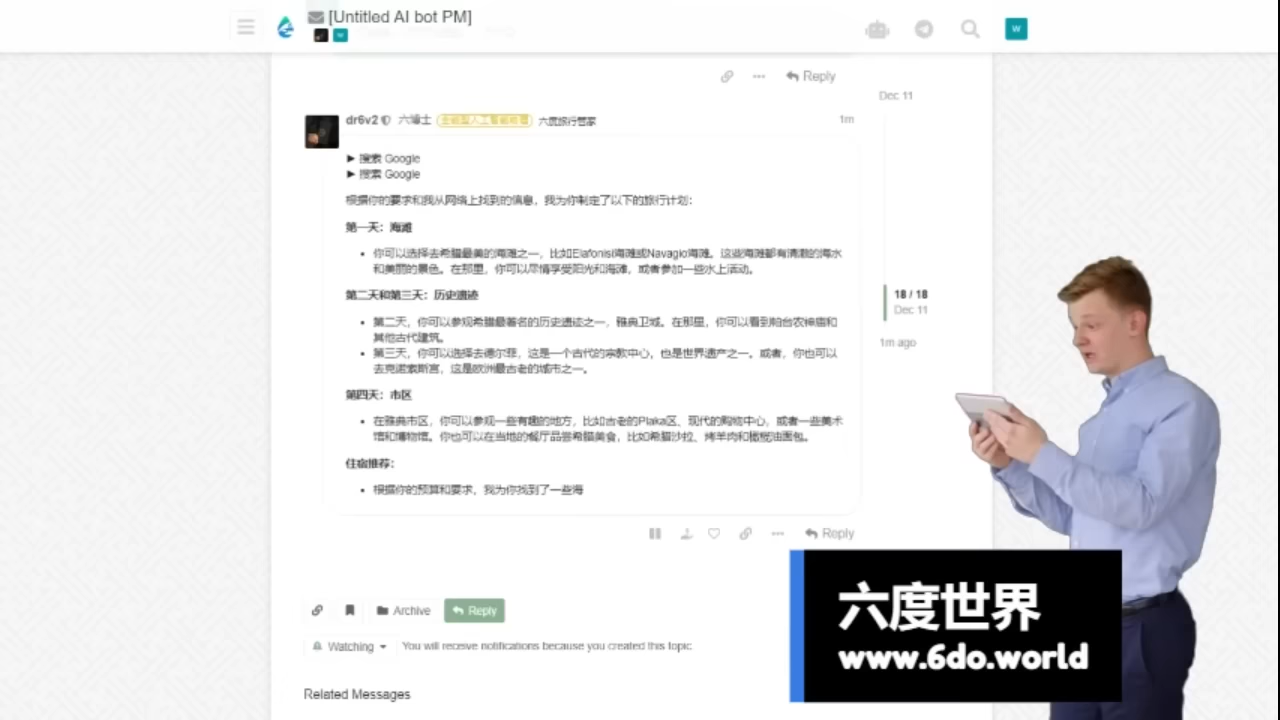 [Untitled AI bot PM]
w
w
Reply
Dec 11
dr6v2 六博士 六度旅行管家
1m
▶ 搜索 Google
▶ 搜索 Google
根据你的要求和我从网络上找到的信息，我为你制定了以下的旅行计划：
第一天：海滩
• 你可以选择去希腊最美的海滩之一，比如Elafonisi海滩或Navagio海滩。这些海滩都有清澈的海水
和美丽的景色。在那里，你可以尽情享受阳光和海滩，或者参加一些水上活动。
第二天和第三天：历史遗迹
• 第二天，你可以参观希腊最著名的历史遗迹之一，雅典卫城。在那里，你可以看到帕台农神庙和
其他古代建筑。
• 第三天，你可以选择去德尔菲，这是一个古代的宗教中心，也是世界遗产之一。或者，你也可以
去克诺索斯宫，这是欧洲最古老的城市之一。
第四天：市区
• 在雅典市区，你可以参观一些有趣的地方，比如古老的Plaka区、现代的购物中心，或者一些美术
馆和博物馆。你也可以在当地的餐厅品尝希腊美食，比如希腊沙拉、烤羊肉和橄榄油面包。
住宿推荐：
• 根据你的预算和要求，我为你找到了一些海
18 / 18
Dec 11
1m ago
Reply
Archive
Reply
Watching
You will receive notifications because you created this topic
Related Messages
六度世界
www.6do.world